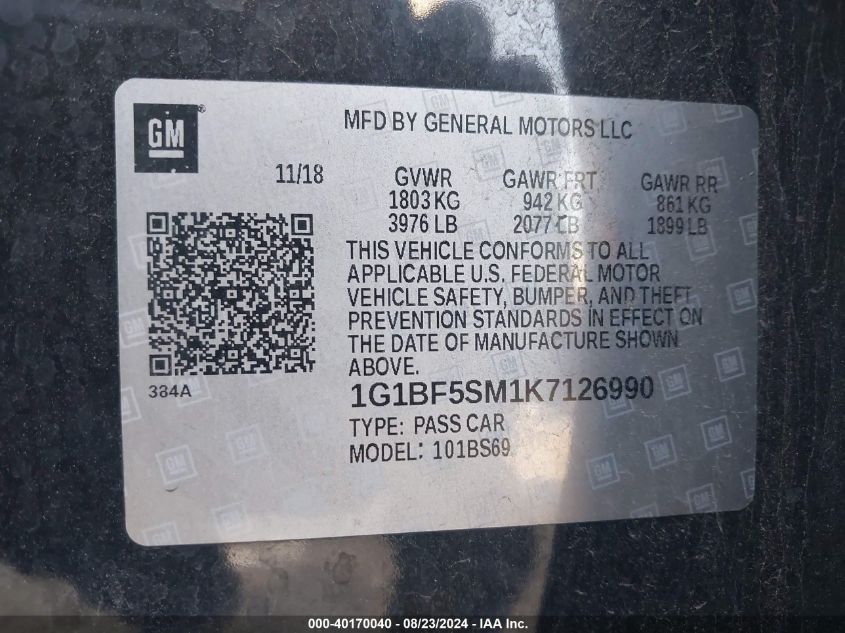 GM
MFD BY GENERAL MOTORS LLC
11/18
GVWR GAWR FRT GAWR RR
1803 KG 942 KG 861 KG
3976 LB 2077 LB 1899 LB
THIS VEHICLE CONFORMS TO ALL
APPLICABLE U.S. FEDERAL MOTOR
VEHICLE SAFETY, BUMPER, AND THEFT
PREVENTION STANDARDS IN EFFECT ON
THE DATE OF MANUFACTURE SHOWN
ABOVE.
384A
1G1BF5SM1K7126990
TYPE: PASS CAR
MODEL: 101BS69
000-40170040 / 08/23/2024 - IAA Inc.